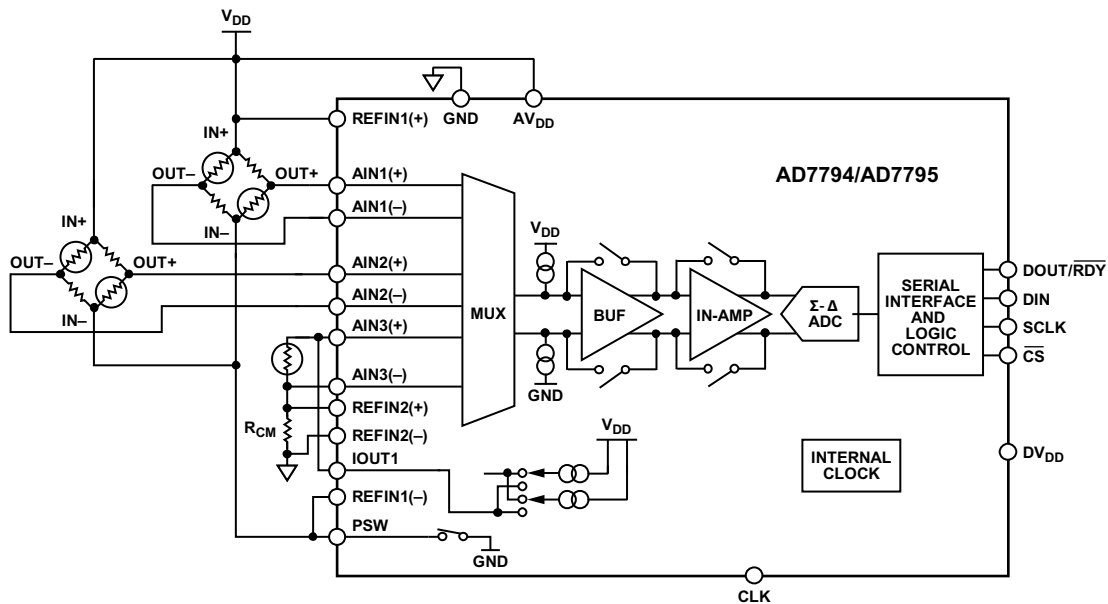 VDD
REFIN1(+)
GND
AVDD
IN+
OUT–
OUT+
IN–
AIN1(+)
AIN1(–)
AD7794/AD7795
IN+
OUT–
OUT+
IN–
AIN2(+)
AIN2(–)
AIN3(+)
AIN3(–)
REFIN2(+)
RCM
REFIN2(–)
IOUT1
REFIN1(–)
PSW
GND
MUX
VDD
GND
BUF
IN-AMP
Σ-Δ
ADC
SERIAL
INTERFACE
AND
LOGIC
CONTROL
DOUT/RDY
DIN
SCLK
CS
VDD
INTERNAL
CLOCK
DVDD
CLK